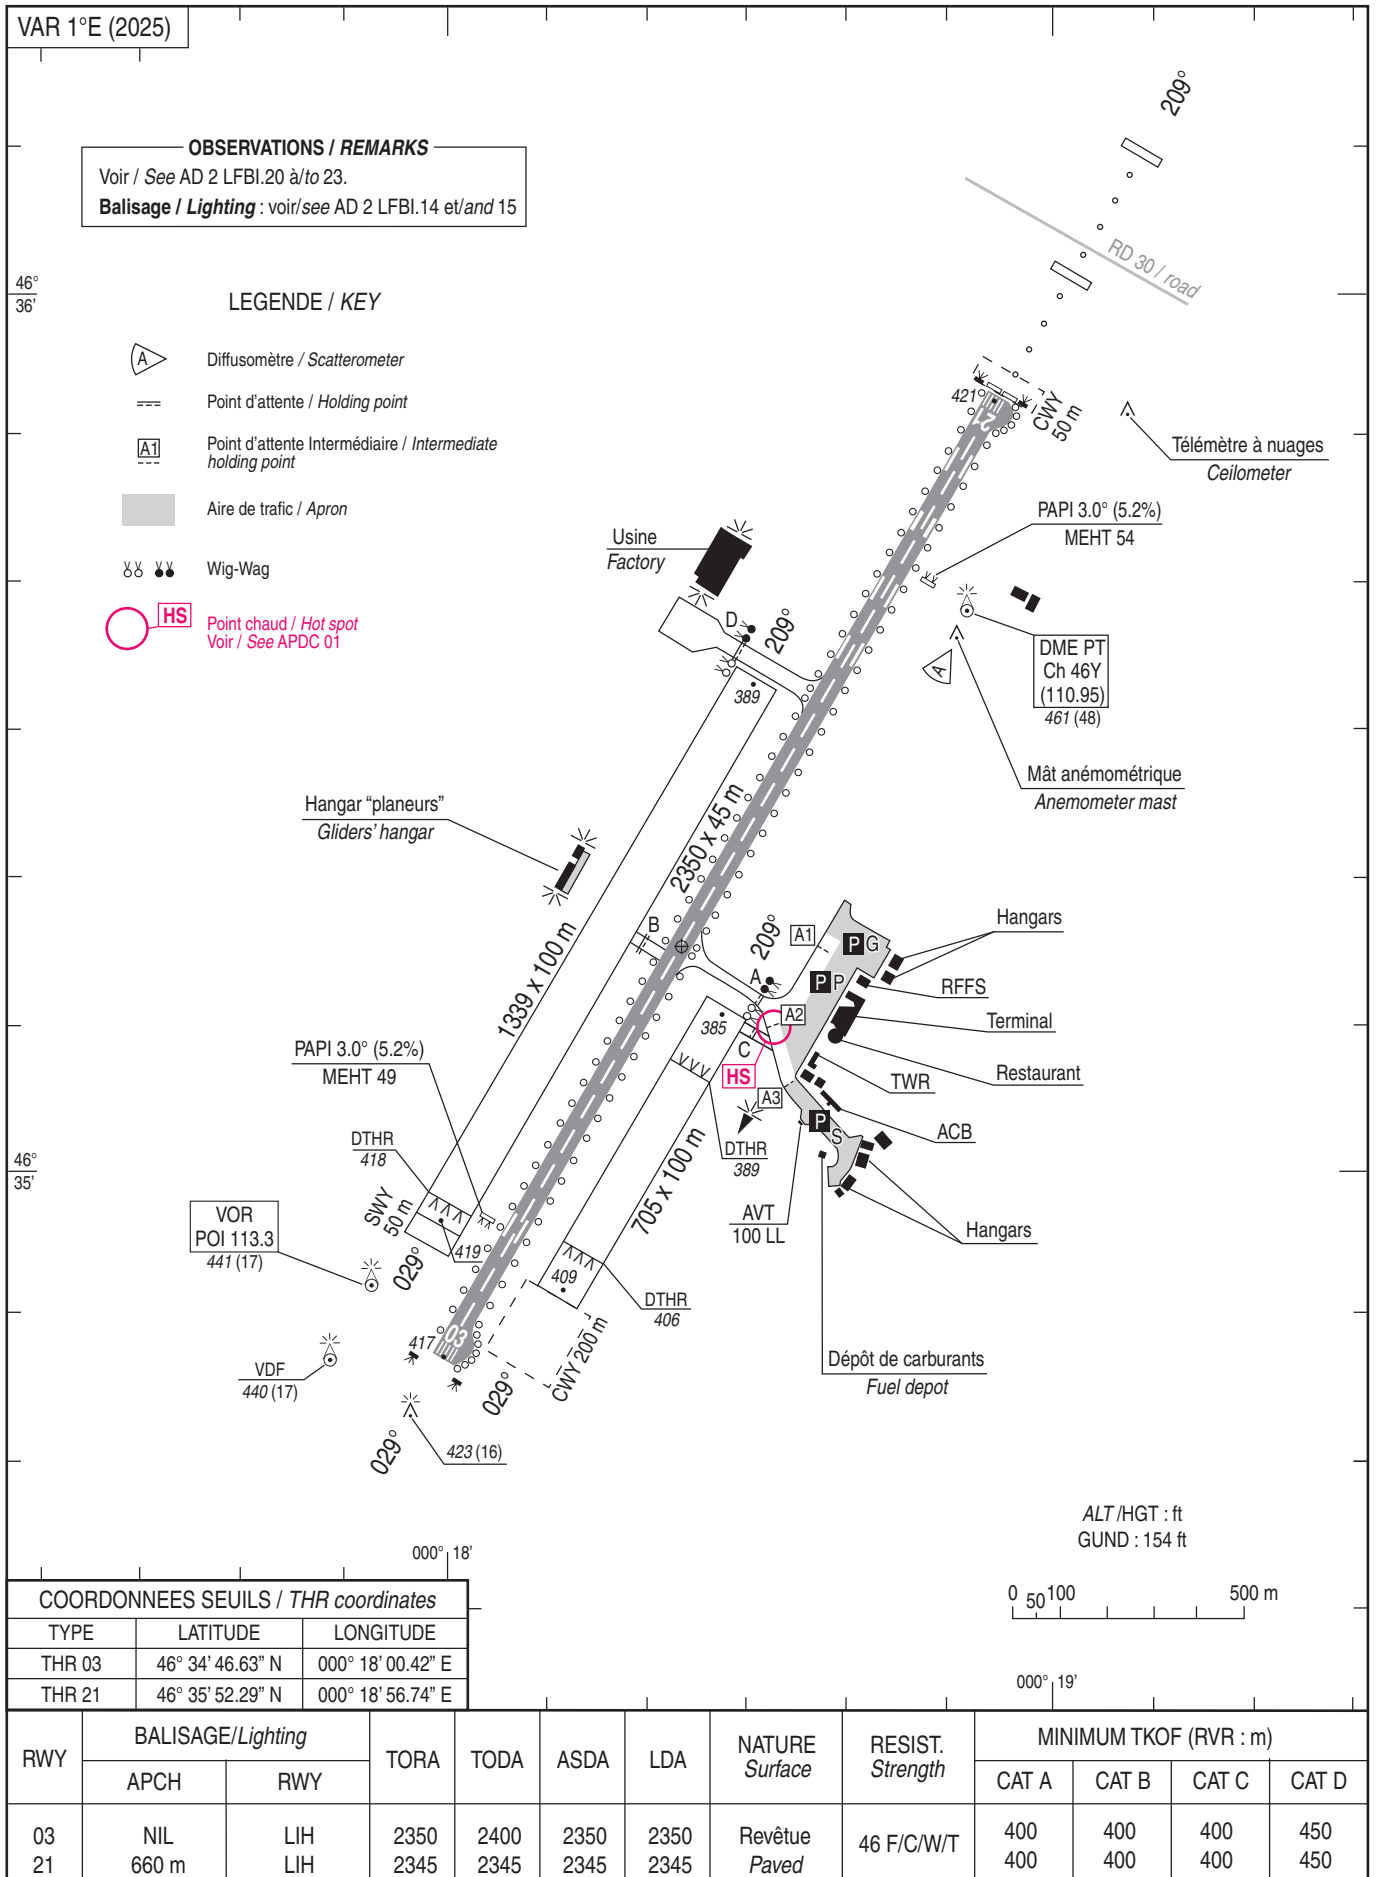 VAR 1°E (2025)
209°
OBSERVATIONS / REMARKS
Voir / See AD 2 LFBI.20 à/to 23.
Balisage / Lighting : voir/see AD 2 LFBI.14 et/and 15
RD 30 / road
46°
36'
LEGENDE / KEY
A
Diffusomètre / Scatterometer
Point d'attente / Holding point
A1
Point d'attente Intermédiaire / Intermediate
holding point
Aire de trafic / Apron
Wig-Wag
HS
Point chaud / Hot spot
Voir / See APDC 01
421
21
CWY
50 m
Télémètre à nuages
Ceilometer
PAPI 3.0° (5.2%)
MEHT 54
Usine
Factory
D
209°
DME PT
Ch 46Y
(110.95)
461 (48)
A
389
Mât anémométrique
Anemometer mast
Hangar “planeurs”
Gliders’ hangar
2350 x 45 m
1339 x 100 m
B
209°
A1
P G
Hangars
A
P P
RFFS
385
A2
Terminal
C
HS
PAPI 3.0° (5.2%)
MEHT 49
TWR
Restaurant
A3
P
S
ACB
DTHR
418
DTHR
389
705 x 100 m
46°
35'
SWY
50 m
VOR
POI 113.3
441 (17)
AVT
100 LL
Hangars
419
029°
409
DTHR
406
03
417
CWY 200 m
VDF
440 (17)
029°
Dépôt de carburants
Fuel depot
029°
423 (16)
ALT /HGT : ft
GUND : 154 ft
000° 18'
0 50 100 500 m
000° 19'
COORDONNEES SEUILS / THR coordinates
TYPE LATITUDE LONGITUDE
THR 03 46° 34’ 46.63” N 000° 18’ 00.42” E
THR 21 46° 35’ 52.29” N 000° 18’ 56.74” E
RWY BALISAGE/Lighting TORA TODA ASDA LDA NATURE RESIST. MINIMUM TKOF (RVR : m)
Surface Strength
APCH RWY CAT A CAT B CAT C CAT D
03 NIL LIH 2350 2400 2350 2350 Revêtue 46 F/C/W/T 400 400 400 450
21 660 m LIH 2345 2345 2345 2345 Paved 400 400 400 450